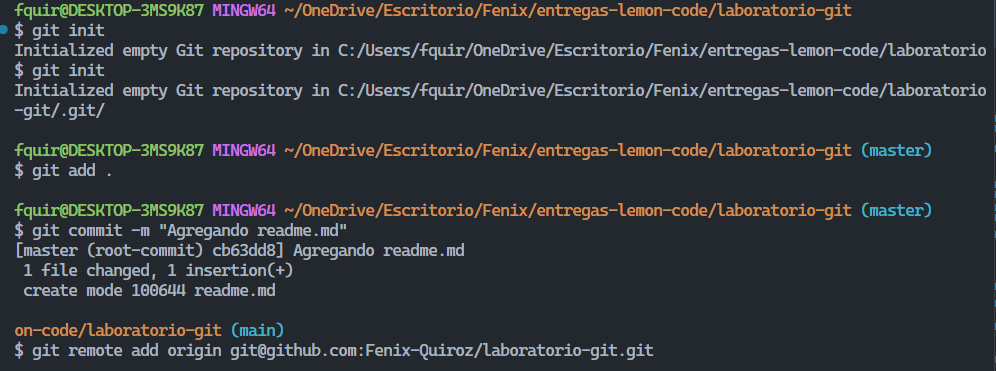 fquir@DESKTOP-3MS9K87 MINGW64 ~/OneDrive/Escritorio/Fenix/entregas-lemon-code/laboratorio-git
$ git init
Initialized empty Git repository in C:/Users/fquir/OneDrive/Escritorio/Fenix/entregas-lemon-code/laboratorio
$ git init
Initialized empty Git repository in C:/Users/fquir/OneDrive/Escritorio/Fenix/entregas-lemon-code/laboratorio
-git/.git/
fquir@DESKTOP-3MS9K87 MINGW64 ~/OneDrive/Escritorio/Fenix/entregas-lemon-code/laboratorio-git (master)
$ git add .
fquir@DESKTOP-3MS9K87 MINGW64 ~/OneDrive/Escritorio/Fenix/entregas-lemon-code/laboratorio-git (master)
$ git commit -m "Agregando readme.md"
[master (root-commit) cb63dd8] Agregando readme.md
 1 file changed, 1 insertion(+)
 create mode 100644 readme.md
on-code/laboratorio-git (main)
$ git remote add origin git@github.com:Fenix-Quiroz/laboratorio-git.git